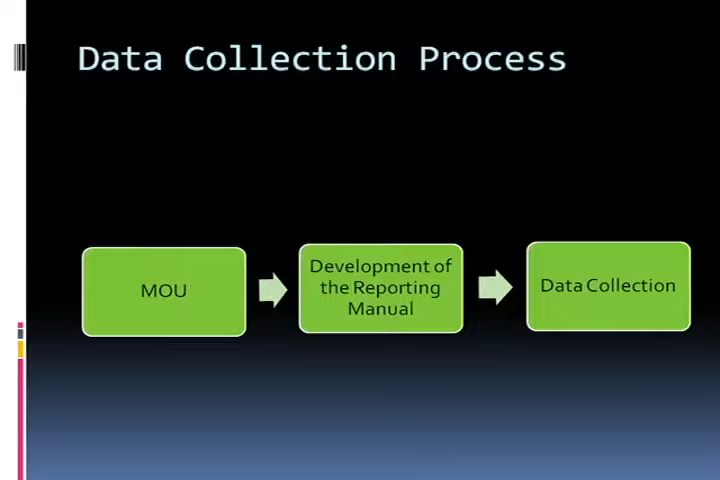 Data Collection Process
MOU
Development of
the Reporting
Manual
Data Collection